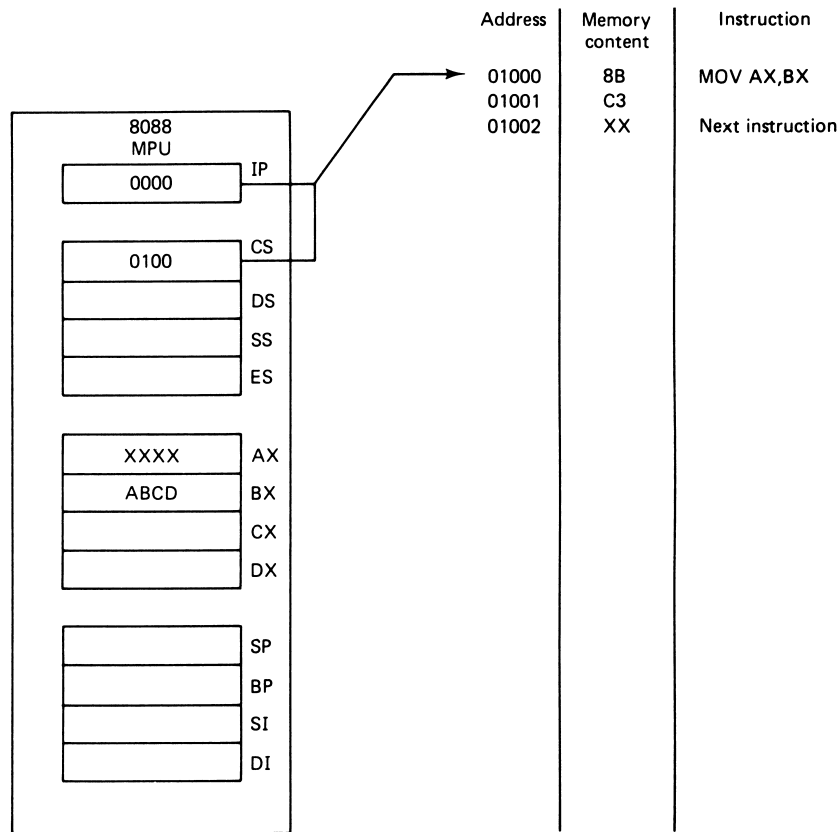 Address Memory content Instruction
01000 8B MOV AX,BX
01001 C3
01002 XX Next instruction
8088
MPU
0000 IP
0100 CS
DS
SS
ES
XXXX AX
ABCD BX
CX
DX
SP
BP
SI
DI